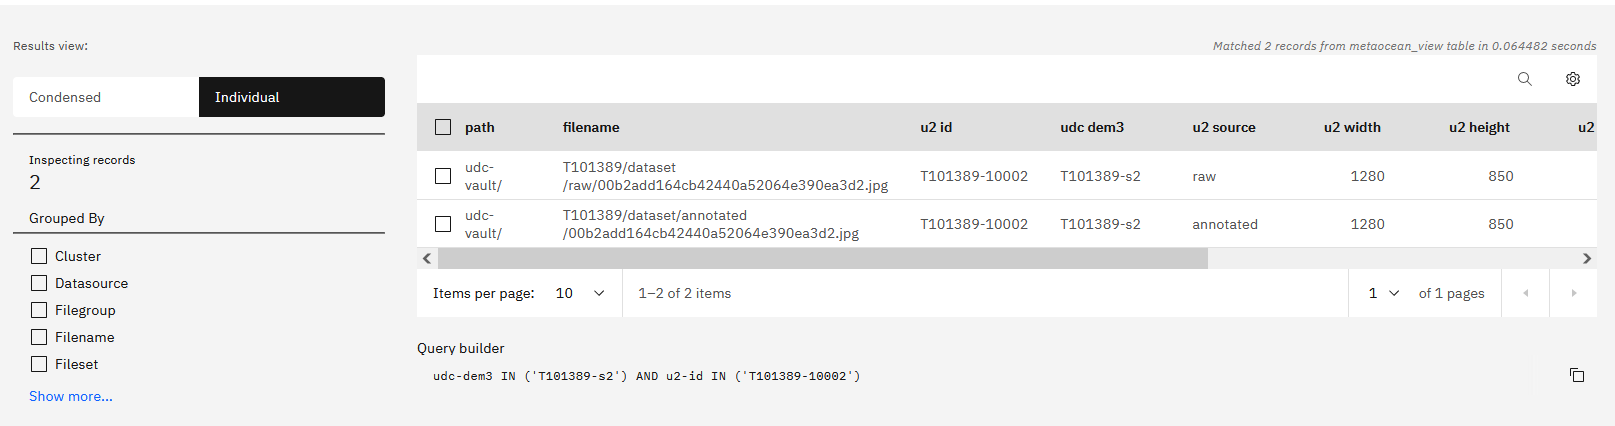 Results view:
Matched 2 records from metaocean_view table in 0.064482 seconds
Condensed
Individual
Inspecting records
2
Grouped By
Cluster
Datasource
Filegroup
Filename
Fileset
Show more...
path filename u2 id udc dem3 u2 source u2 width u2 height u2
udc-vault/ T101389/dataset/raw/00b2add164cb42440a52064e390ea3d2.jpg T101389-10002 T101389-s2 raw 1280 850
udc-vault/ T101389/dataset/annotated/00b2add164cb42440a52064e390ea3d2.jpg T101389-10002 T101389-s2 annotated 1280 850
Items per page: 10 1–2 of 2 items 1 of 1 pages
Query builder
udc-dem3 IN ('T101389-s2') AND u2-id IN ('T101389-10002')